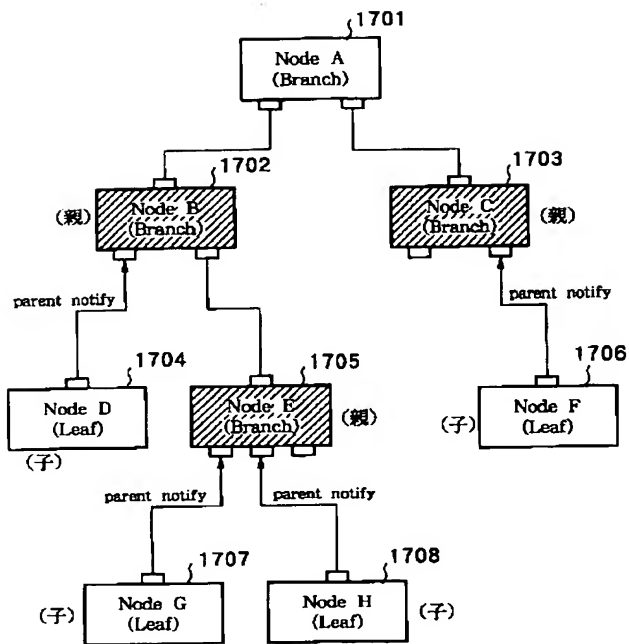 1701
Node A
(Branch)
1702
1703
(親)
Node B
(Branch)
Node C
(Branch)
(親)
parent notify
parent notify
1704
1705
1706
Node D
(Leaf)
(子)
Node E
(Branch)
(親)
Node F
(Leaf)
(子)
parent notify
parent notify
1707
1708
(子)
Node G
(Leaf)
Node H
(Leaf)
(子)